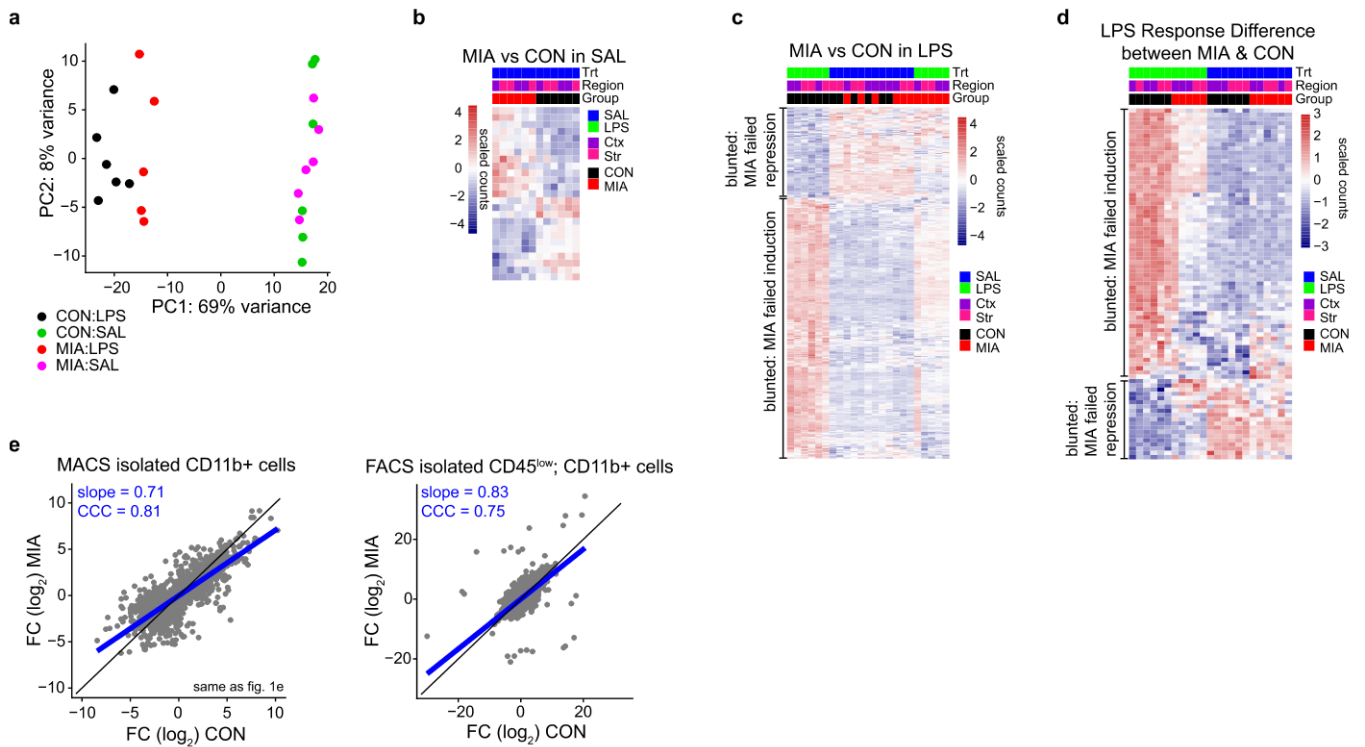 a
10
5
0
−5
−10
PC2: 8% variance
−20
−10
0
10
20
PC1: 69% variance
CON:LPS
CON:SAL
MIA:LPS
MIA:SAL
b
MIA vs CON in SAL
Trt
Region
Group
4
2
0
−2
−4
scaled counts
SAL
LPS
Ctx
Str
CON
MIA
c
MIA vs CON in LPS
Trt
Region
Group
blunted:
MIA failed
repression
blunted: MIA failed induction
4
2
0
−2
−4
scaled counts
SAL
LPS
Ctx
Str
CON
MIA
d
LPS Response Difference
between MIA & CON
Trt
Region
Group
blunted: MIA failed induction
blunted:
MIA failed
repression
3
2
1
0
−1
−2
−3
scaled counts
SAL
LPS
Ctx
Str
CON
MIA
e
MACS isolated CD11b+ cells
slope = 0.71
CCC = 0.81
10
5
0
−5
−10
FC (log₂) MIA
same as fig. 1e
−10
−5
0
5
10
FC (log₂) CON
FACS isolated CD45ˡᵒʷ; CD11b+ cells
slope = 0.83
CCC = 0.75
20
0
−20
FC (log₂) MIA
−20
0
20
FC (log₂) CON